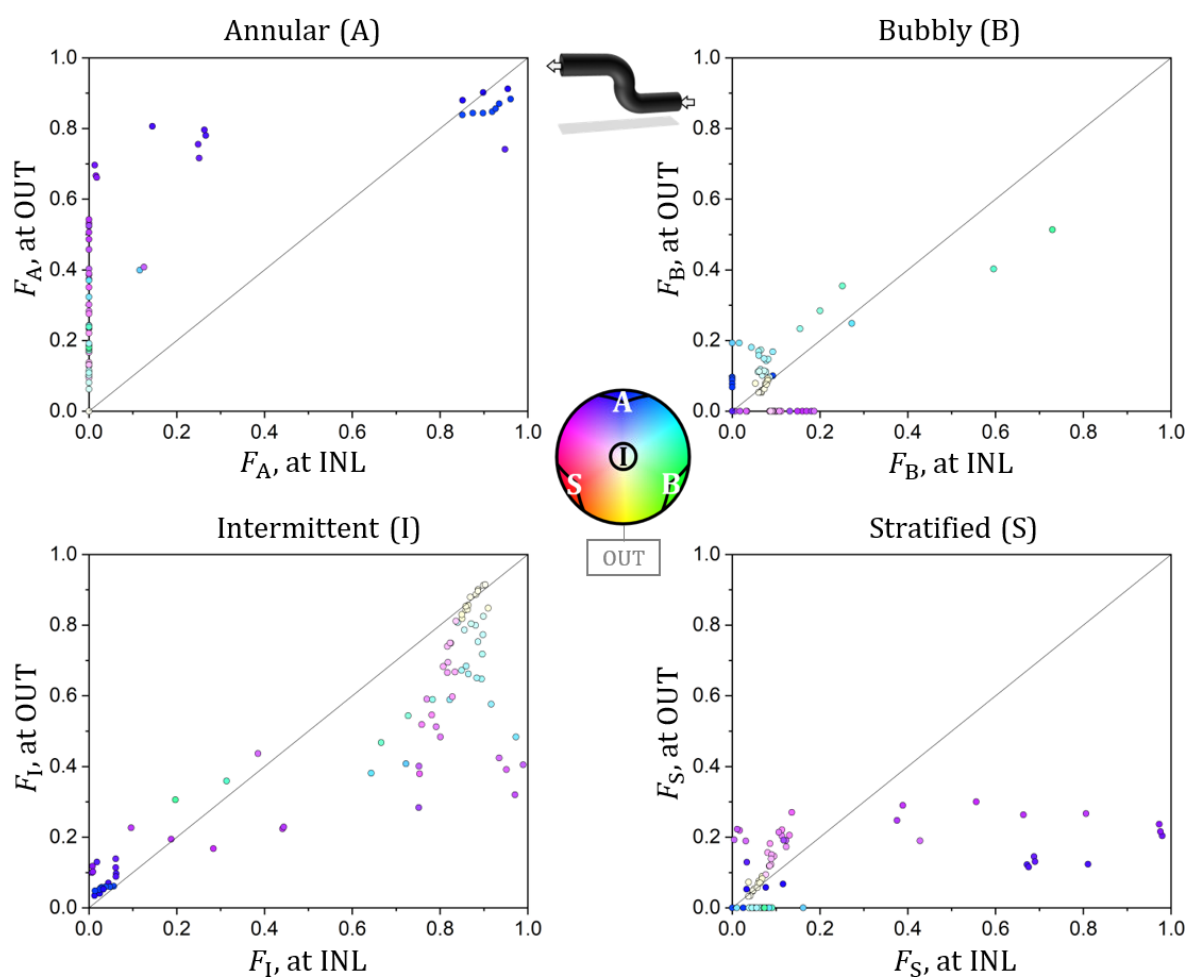 Annular (A)
1.0
0.8
0.6
0.4
0.2
0.0
F_A, at OUT
0.0 0.2 0.4 0.6 0.8 1.0
F_A, at INL
Bubbly (B)
1.0
0.8
0.6
0.4
0.2
0.0
F_B, at OUT
0.0 0.2 0.4 0.6 0.8 1.0
F_B, at INL
A
I
S
B
OUT
Intermittent (I)
1.0
0.8
0.6
0.4
0.2
0.0
F_I, at OUT
0.0 0.2 0.4 0.6 0.8 1.0
F_I, at INL
Stratified (S)
1.0
0.8
0.6
0.4
0.2
0.0
F_S, at OUT
0.0 0.2 0.4 0.6 0.8 1.0
F_S, at INL